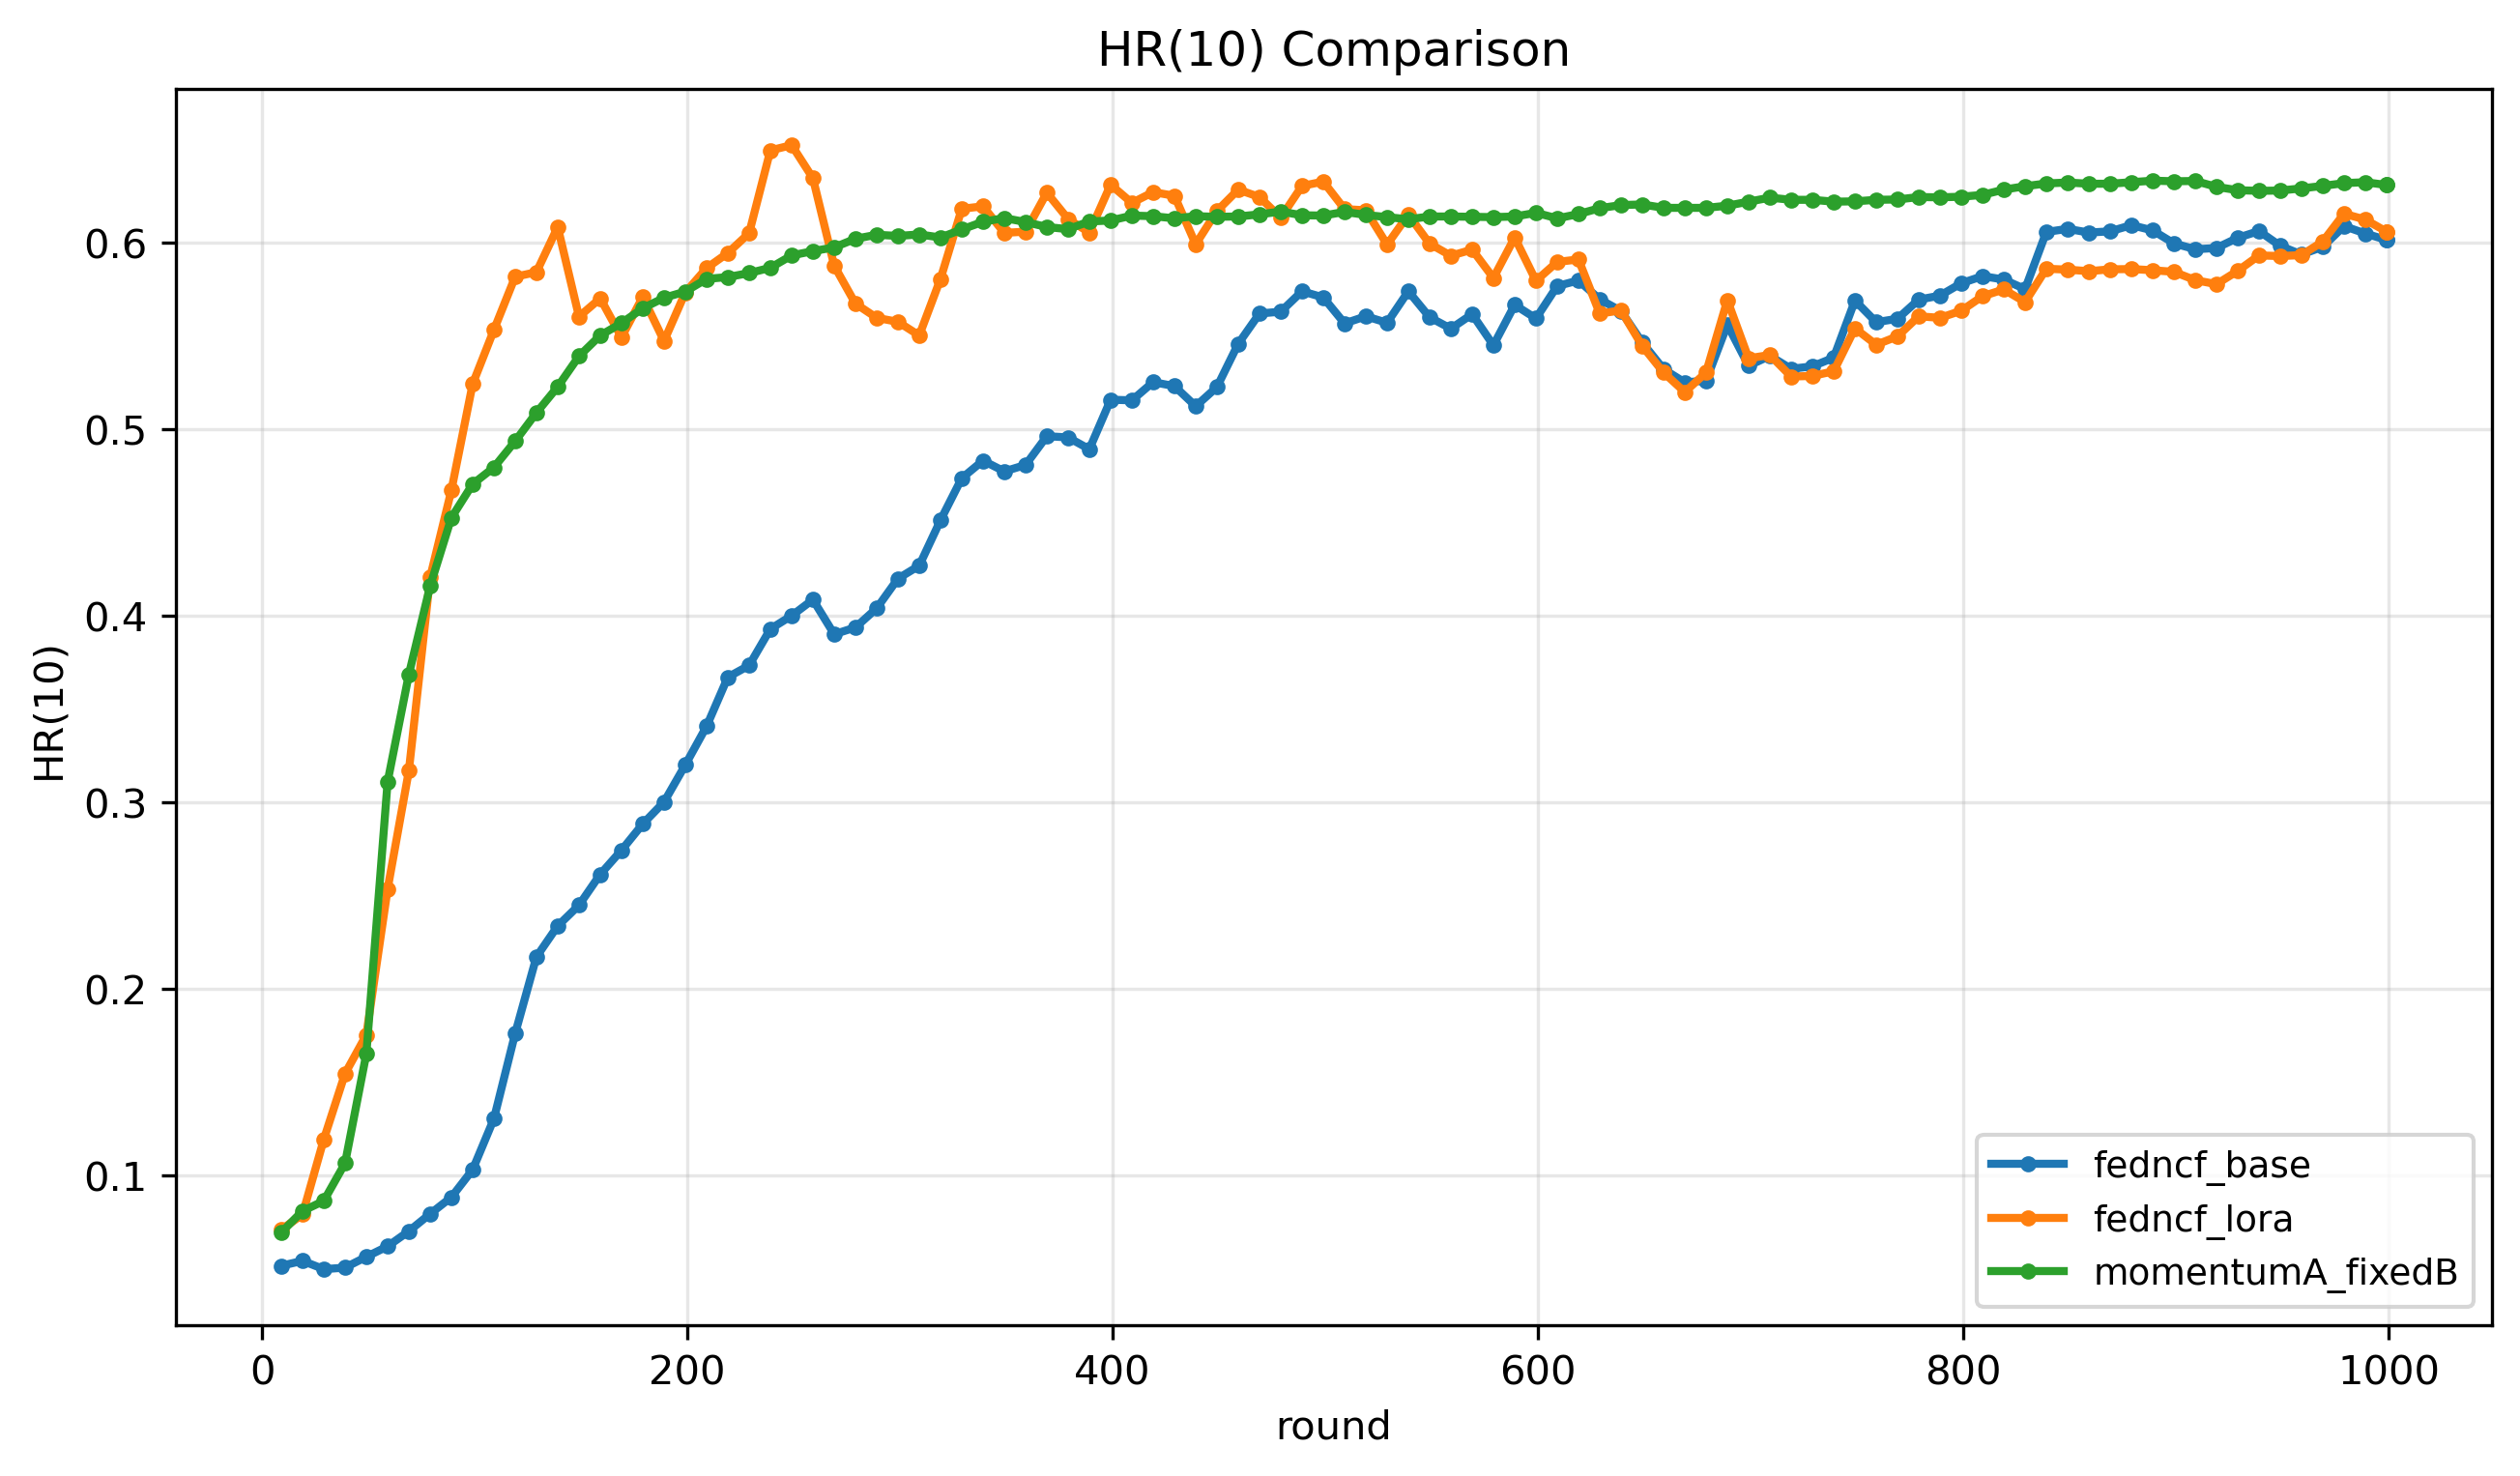 HR(10) Comparison
HR(10)
0.6
0.5
0.4
0.3
0.2
0.1
0 200 400 600 800 1000
round
fedncf_base
fedncf_lora
momentumA_fixedB